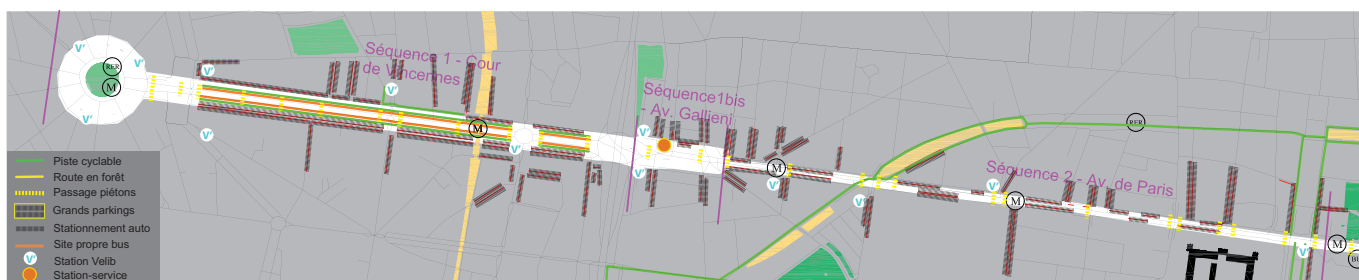 Séquence 1 - Cour
de Vincennes
Séquence1bis
- Av. Gallieni
Séquence 2 - Av. de Paris
RER
M
V'
V'
V'
V'
V'
V'
M
V'
V'
V'
M
V'
V'
RER
V'
M
V'
M
Piste cyclable
Route en forêt
Passage piétons
Grands parkings
Stationnement auto
Site propre bus
V'
Station Velib
Station-service